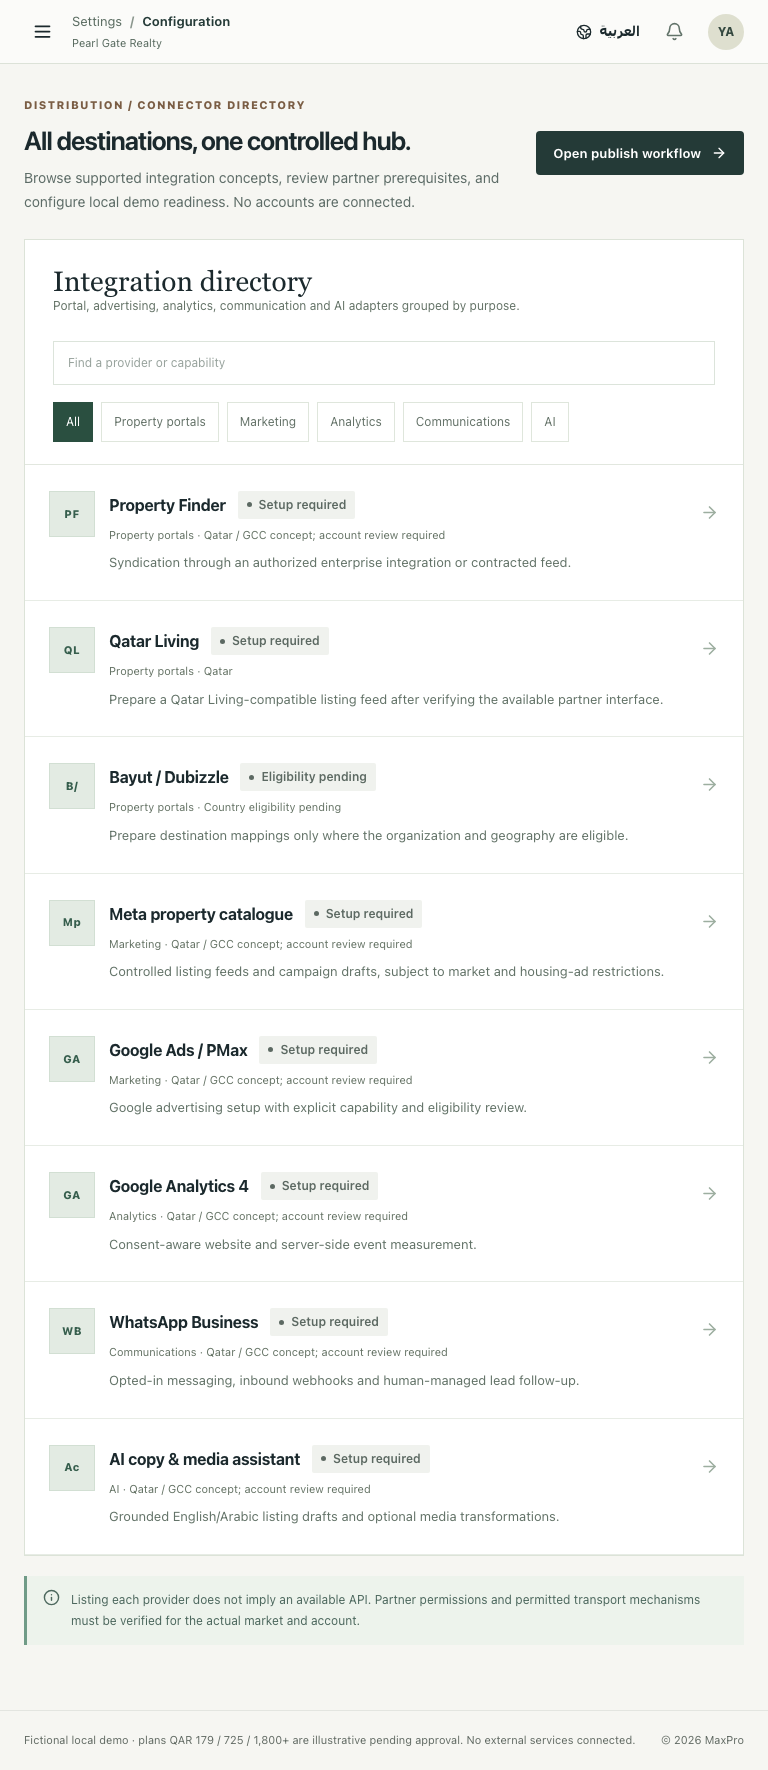 Settings / Configuration
Pearl Gate Realty
العربية
YA
DISTRIBUTION / CONNECTOR DIRECTORY
All destinations, one controlled hub.
Open publish workflow
Browse supported integration concepts, review partner prerequisites, and
configure local demo readiness. No accounts are connected.
Integration directory
Portal, advertising, analytics, communication and AI adapters grouped by purpose.
Find a provider or capability
All
Property portals
Marketing
Analytics
Communications
AI
PF
Property Finder
Setup required
Property portals · Qatar / GCC concept; account review required
Syndication through an authorized enterprise integration or contracted feed.
QL
Qatar Living
Setup required
Property portals · Qatar
Prepare a Qatar Living-compatible listing feed after verifying the available partner interface.
B/
Bayut / Dubizzle
Eligibility pending
Property portals · Country eligibility pending
Prepare destination mappings only where the organization and geography are eligible.
Mp
Meta property catalogue
Setup required
Marketing · Qatar / GCC concept; account review required
Controlled listing feeds and campaign drafts, subject to market and housing-ad restrictions.
GA
Google Ads / PMax
Setup required
Marketing · Qatar / GCC concept; account review required
Google advertising setup with explicit capability and eligibility review.
GA
Google Analytics 4
Setup required
Analytics · Qatar / GCC concept; account review required
Consent-aware website and server-side event measurement.
WB
WhatsApp Business
Setup required
Communications · Qatar / GCC concept; account review required
Opted-in messaging, inbound webhooks and human-managed lead follow-up.
Ac
AI copy & media assistant
Setup required
AI · Qatar / GCC concept; account review required
Grounded English/Arabic listing drafts and optional media transformations.
Listing each provider does not imply an available API. Partner permissions and permitted transport mechanisms
must be verified for the actual market and account.
Fictional local demo · plans QAR 179 / 725 / 1,800+ are illustrative pending approval. No external services connected.
© 2026 MaxPro